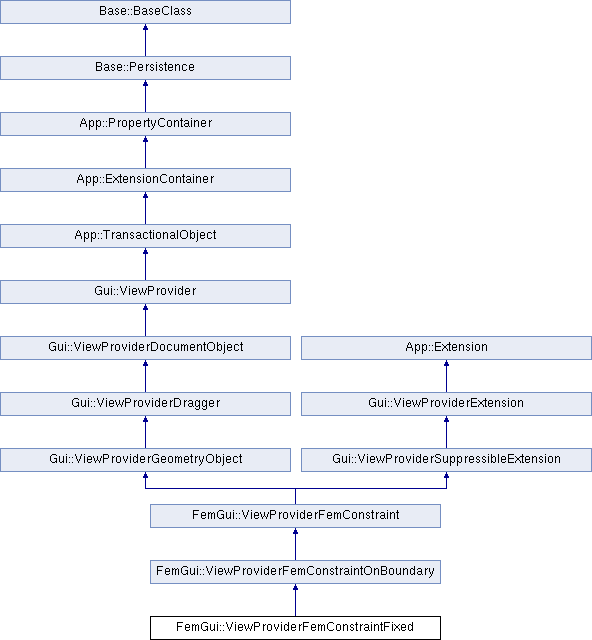 Base::BaseClass
Base::Persistence
App::PropertyContainer
App::ExtensionContainer
App::TransactionalObject
Gui::ViewProvider
Gui::ViewProviderDocumentObject
App::Extension
Gui::ViewProviderDragger
Gui::ViewProviderExtension
Gui::ViewProviderGeometryObject
Gui::ViewProviderSuppressibleExtension
FemGui::ViewProviderFemConstraint
FemGui::ViewProviderFemConstraintOnBoundary
FemGui::ViewProviderFemConstraintFixed